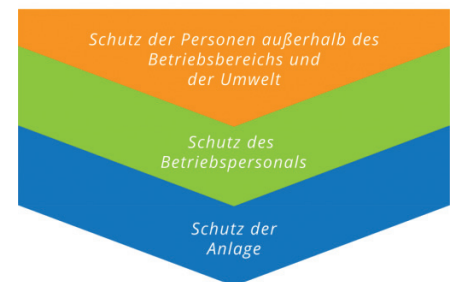 Schutz der Personen außerhalb des
Betriebsbereichs und
der Umwelt
Schutz des
Betriebspersonals
Schutz der
Anlage